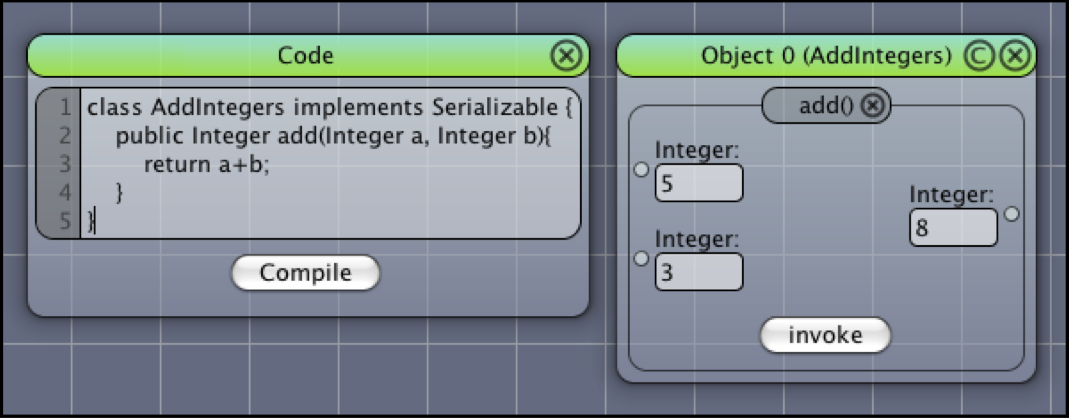 Code
1 class AddIntegers implements Serializable {
2 public Integer add(Integer a, Integer b){
3 return a+b;
4 }
5 }
Compile
Object 0 (AddIntegers) C
add()
Integer:
5
Integer:
3
Integer:
8
invoke